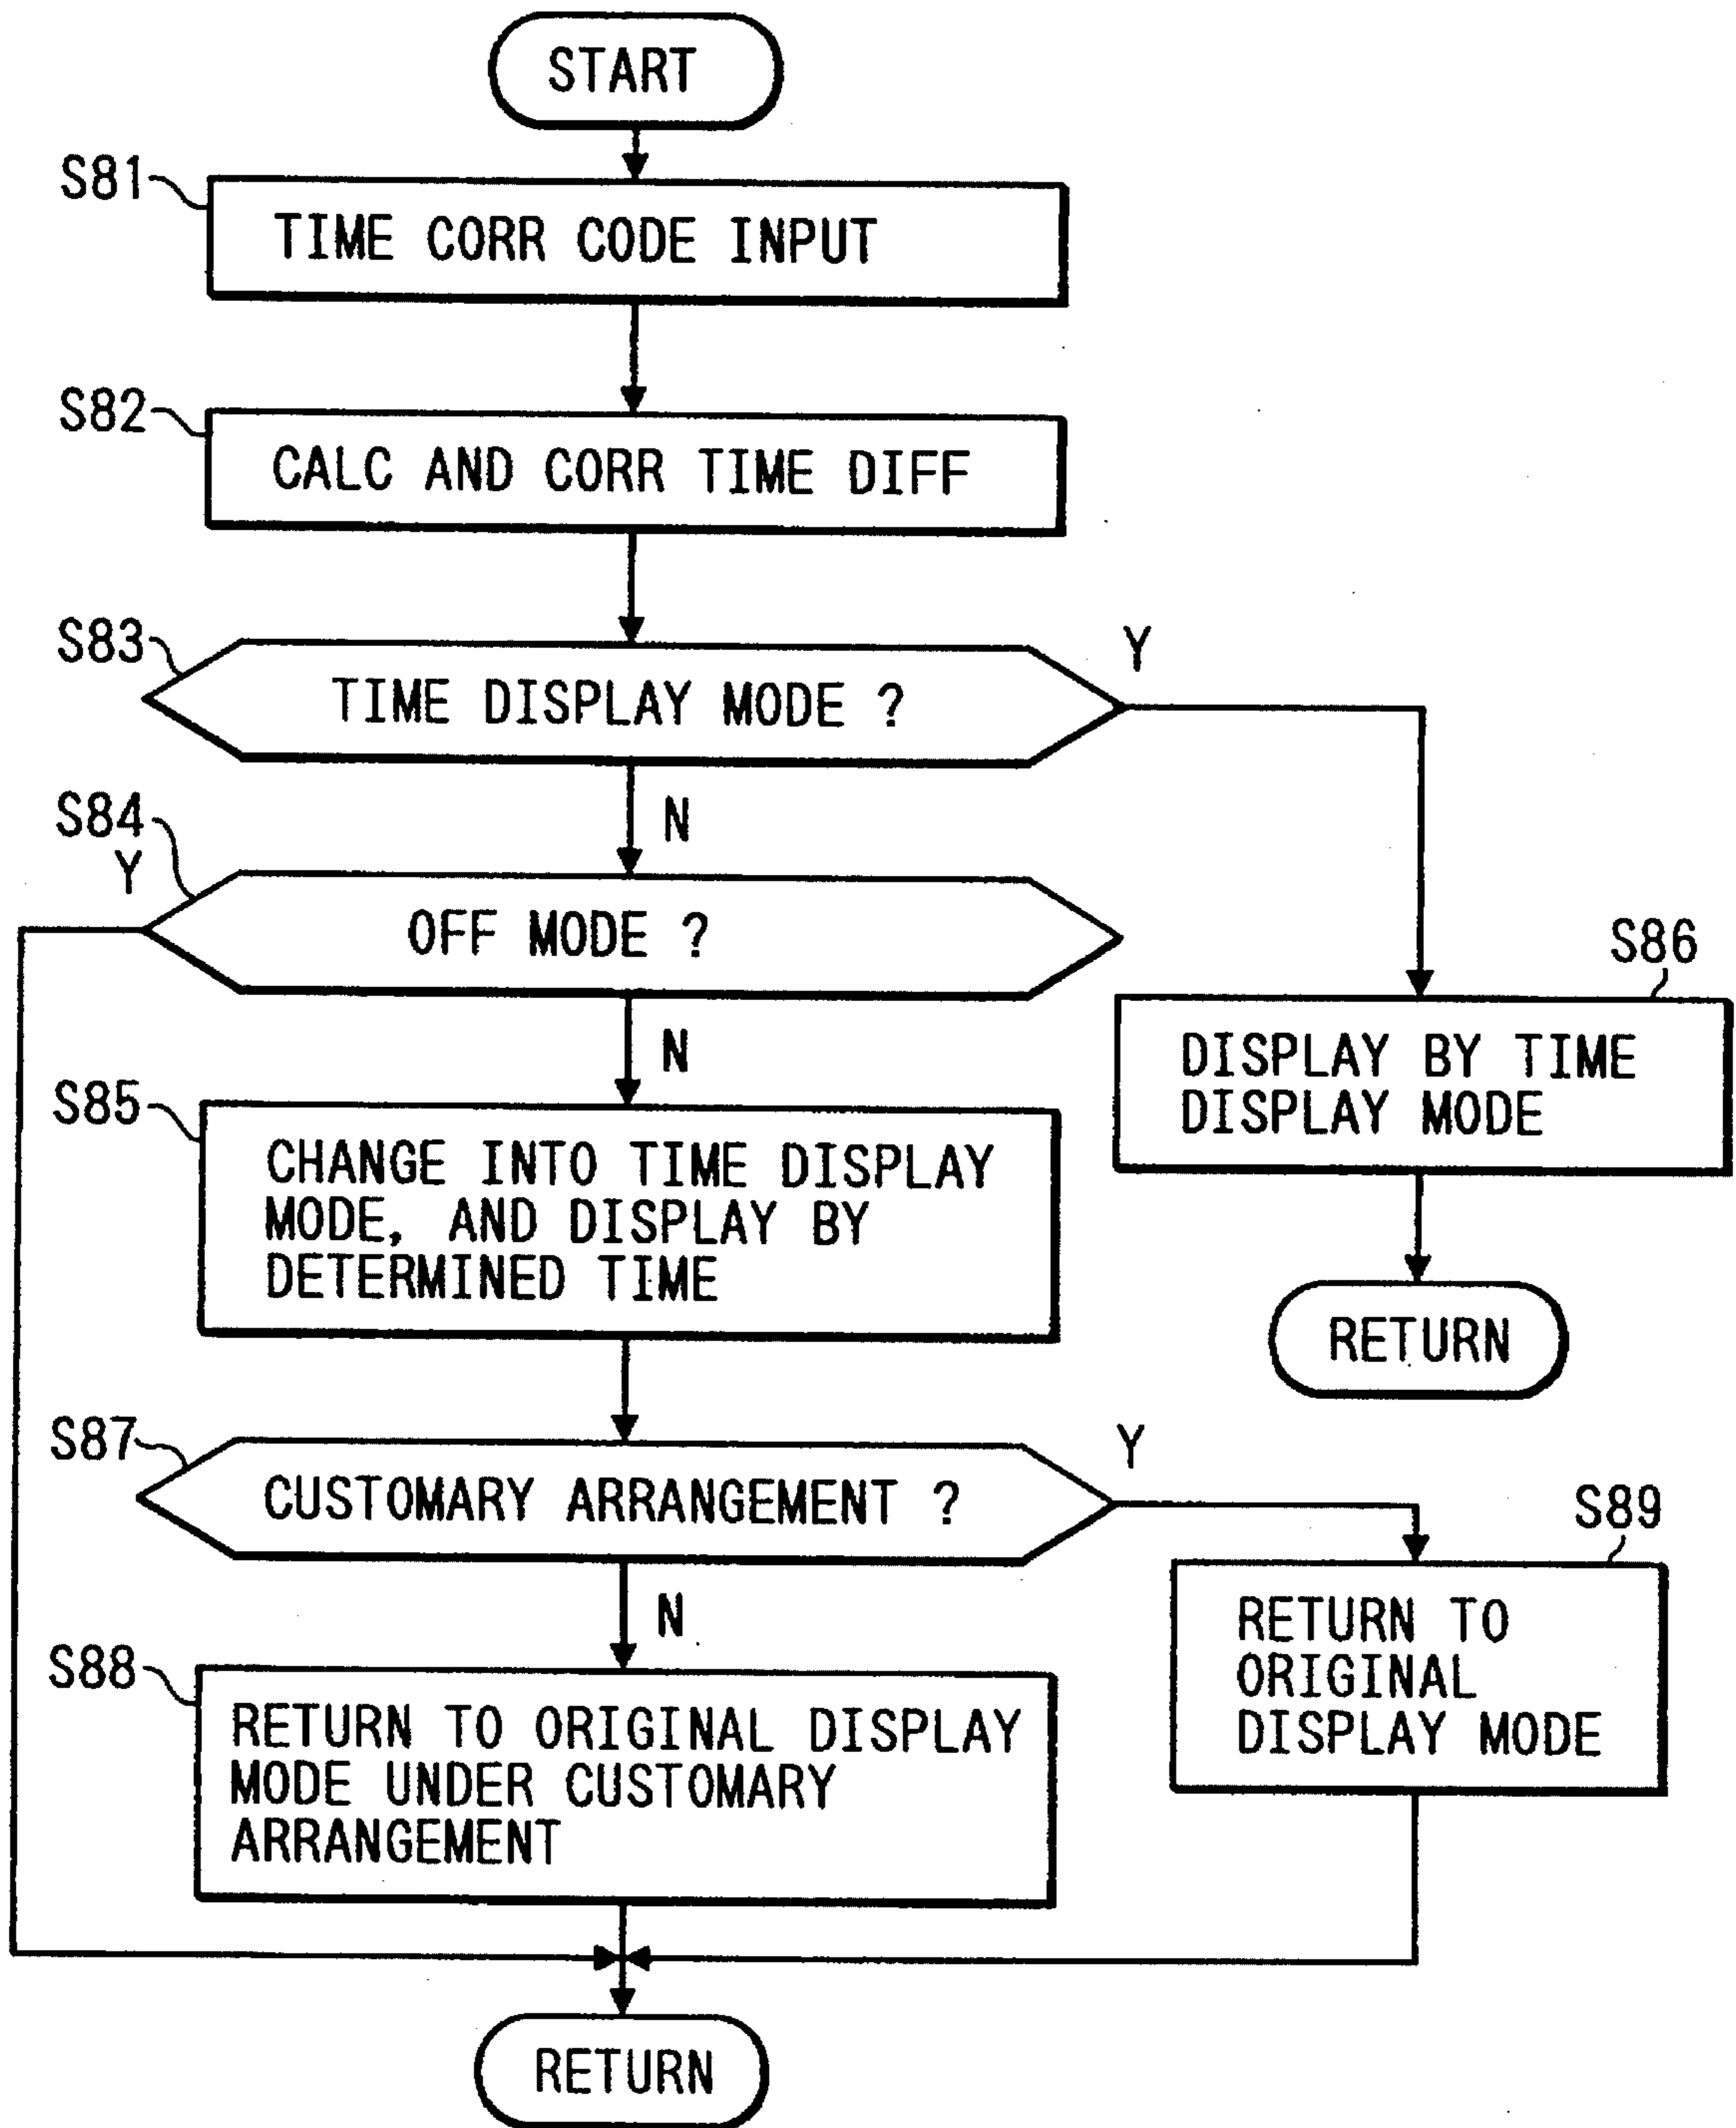 START
S81
TIME CORR CODE INPUT
S82
CALC AND CORR TIME DIFF
S83
TIME DISPLAY MODE ?
Y
N
S84
Y
OFF MODE ?
N
S86
DISPLAY BY TIME
DISPLAY MODE
RETURN
S85
CHANGE INTO TIME DISPLAY
MODE, AND DISPLAY BY
DETERMINED TIME
S87
CUSTOMARY ARRANGEMENT ?
Y
N
S89
RETURN TO
ORIGINAL
DISPLAY MODE
S88
RETURN TO ORIGINAL DISPLAY
MODE UNDER CUSTOMARY
ARRANGEMENT
RETURN